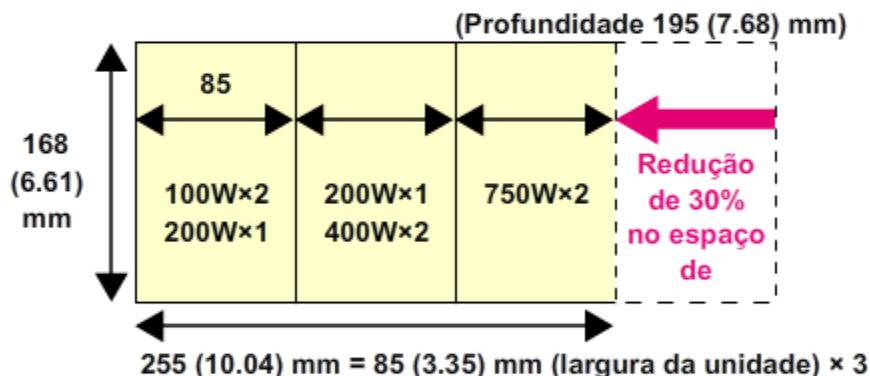 (Profundidade 195 (7.68) mm)
85
168
(6.61)
mm
100W×2
200W×1
200W×1
400W×2
750W×2
Redução
de 30%
no espaço
de
255 (10.04) mm = 85 (3.35) mm (largura da unidade) × 3